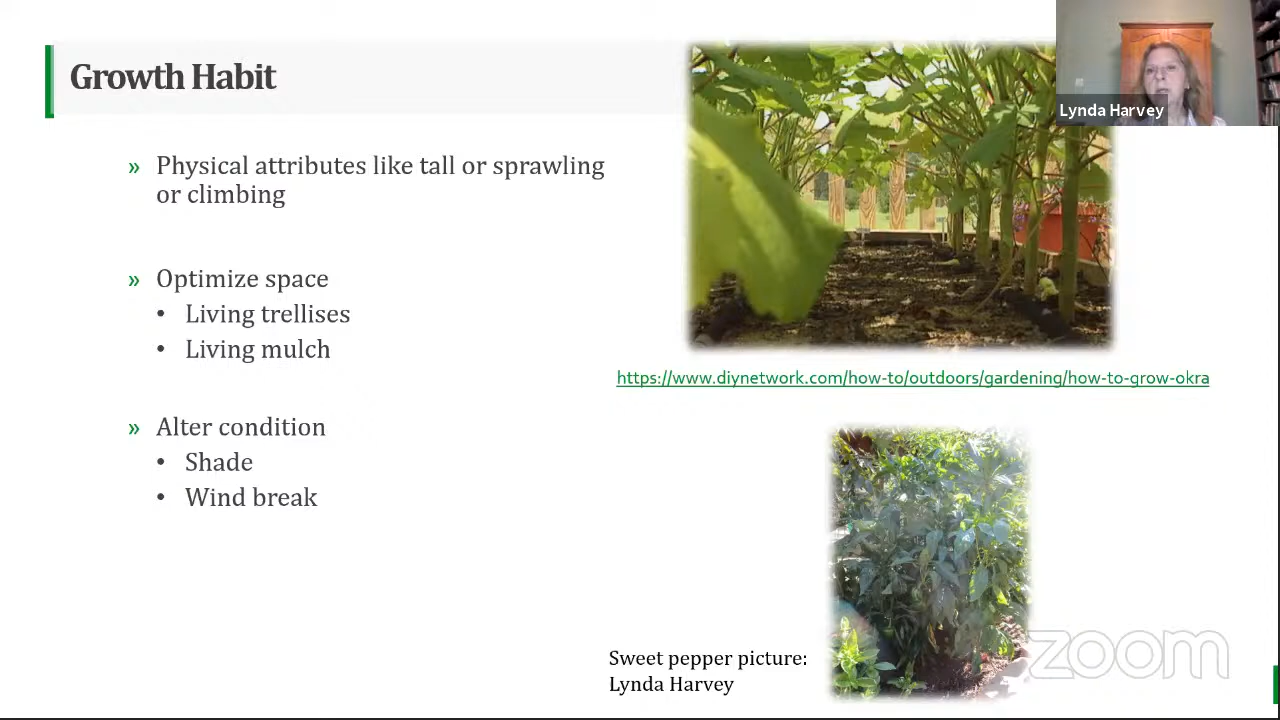 Growth Habit
Lynda Harvey
» Physical attributes like tall or sprawling
or climbing
» Optimize space
• Living trellises
• Living mulch
https://www.diynetwork.com/how-to/outdoors/gardening/how-to-grow-okra
» Alter condition
• Shade
• Wind break
Sweet pepper picture:
Lynda Harvey
zoom